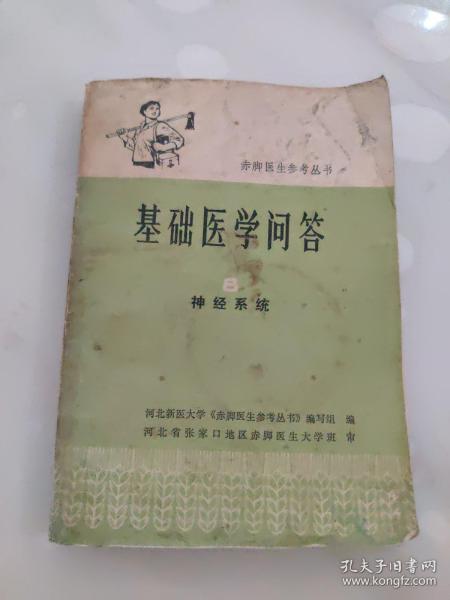 赤脚医生参考丛书
基础医学问答
8
神经系统
河北新医大学《赤脚医生参考丛书》编写组 编
河北省张家口地区赤脚医生大学班 审
孔夫子旧书网
www.kongfz.com